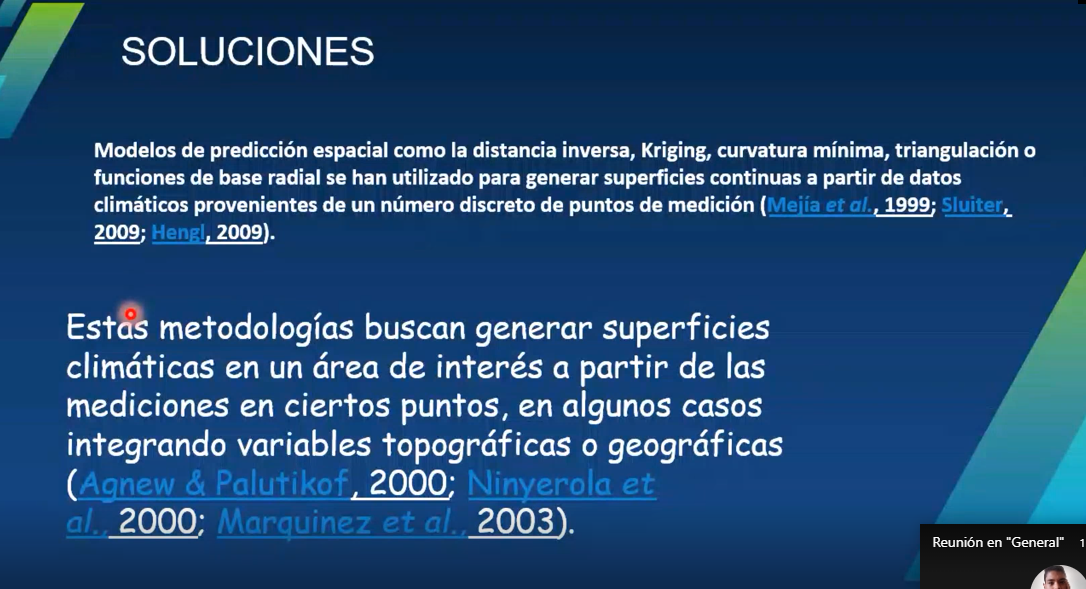 SOLUCIONES
Modelos de predicción espacial como la distancia inversa, Kriging, curvatura mínima, triangulación o
funciones de base radial se han utilizado para generar superficies continuas a partir de datos
climáticos provenientes de un número discreto de puntos de medición (Mejía et al., 1999; Sluiter,
2009; Hengl, 2009).
Estas metodologías buscan generar superficies
climáticas en un área de interés a partir de las
mediciones en ciertos puntos, en algunos casos
integrando variables topográficas o geográficas
(Agnew & Palutikof, 2000; Ninyerola et
al., 2000; Marquinez et al., 2003).
Reunión en "General" 1